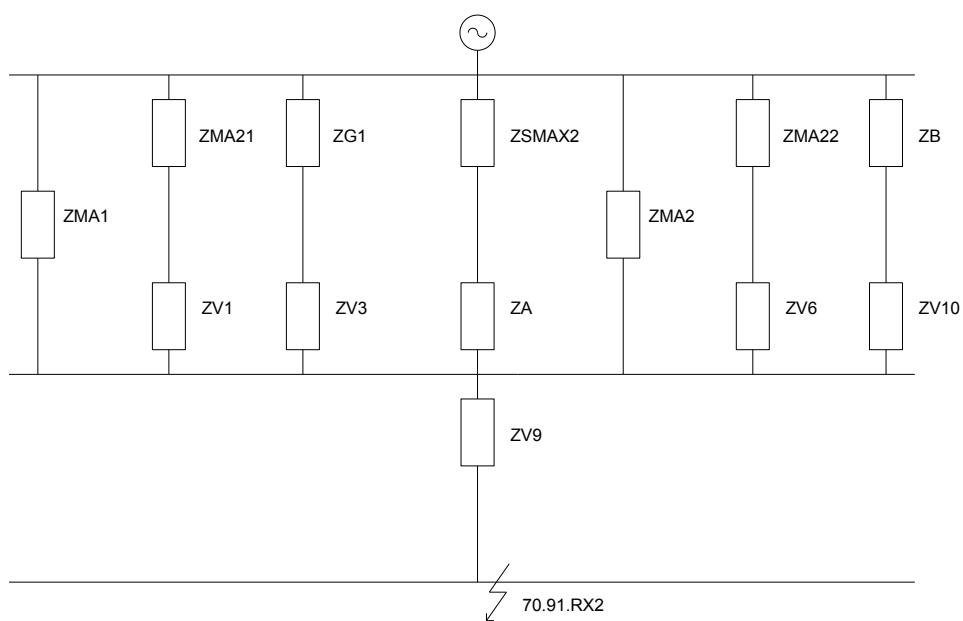 ZMA21 ZG1 ZSMAX2 ZMA22 ZB
ZMA1 ZMA2
ZV1 ZV3 ZA ZV6 ZV10
ZV9
70.91.RX2